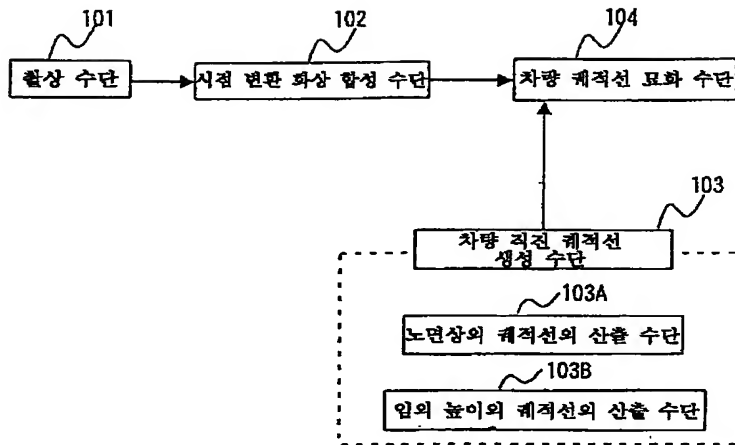 101
촬상 수단
102
시점 변환 화상 합성 수단
104
차량 궤적선 묘화 수단
103
차량 직진 궤적선
생성 수단
103A
노면상의 궤적선의 산출 수단
103B
임의 높이의 궤적선의 산출 수단